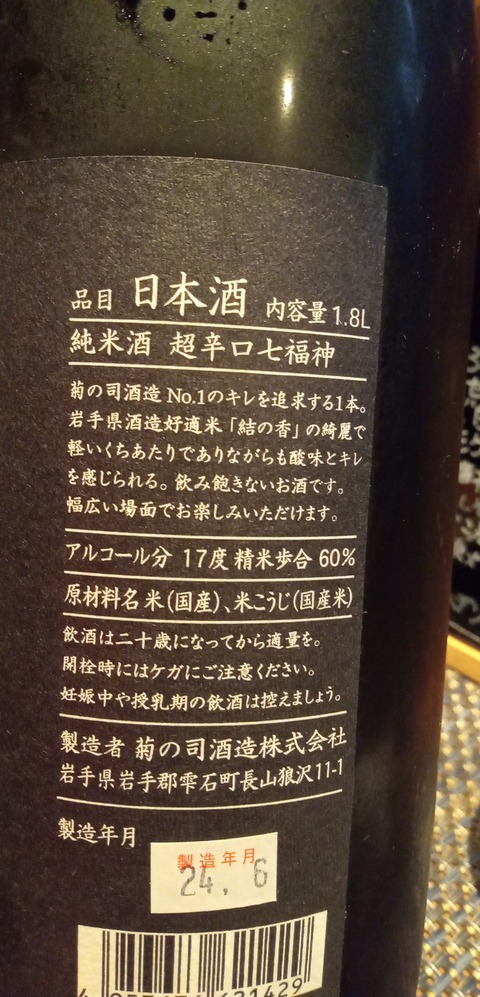 品目 日本酒 内容量1.8L
純米酒 超辛口七福神
菊の司酒造 No.1のキレを追求する1本。
岩手県酒造好適米「結の香」の綺麗で
軽いくちあたりでありながらも酸味とキレ
を感じられる。飲み飽きないお酒です。
幅広い場面でお楽しみいただけます。
アルコール分 17度 精米歩合 60%
原材料名 米(国産)、米こうじ(国産米)
飲酒は二十歳になってから適量を。
開栓時にはケガにご注意ください。
妊娠中や授乳期の飲酒は控えましょう。
製造者 菊の司酒造株式会社
岩手県岩手郡雫石町長山狼沢11-1
製造年月
製造年月
24. 6